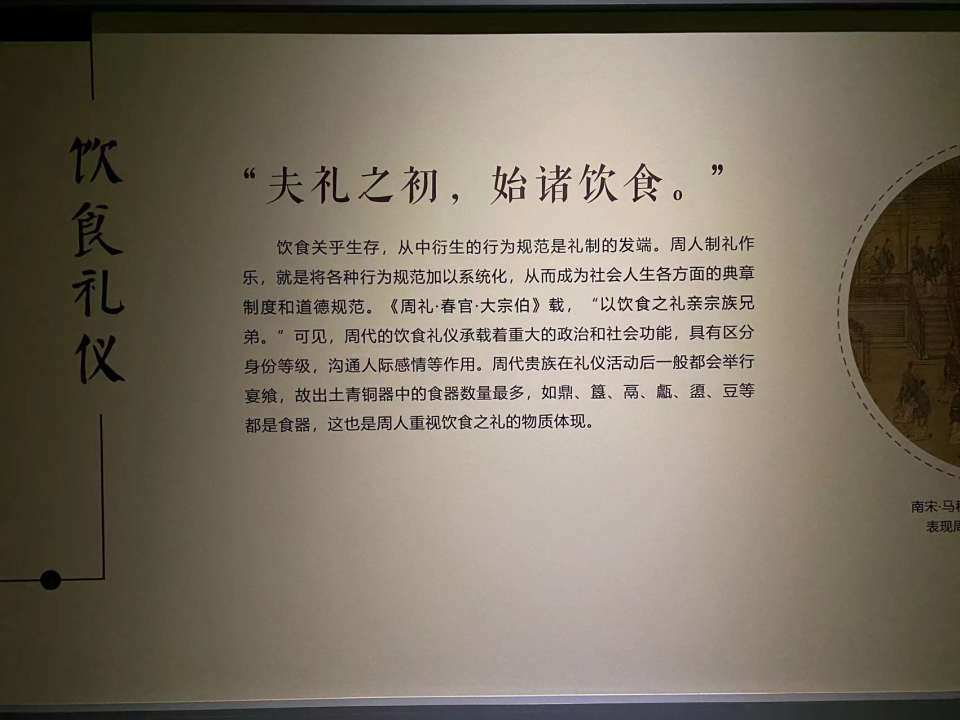 饮食礼仪
“夫礼之初，始诸饮食。”
饮食关乎生存，从中衍生的行为规范是礼制的发端。周人制礼作
乐，就是将各种行为规范加以系统化，从而成为社会人生各方面的典章
制度和道德规范。《周礼·春官·大宗伯》载，“以饮食之礼亲宗族兄
弟。”可见，周代的饮食礼仪承载着重大的政治和社会功能，具有区分
身份等级，沟通人际感情等作用。周代贵族在礼仪活动后一般都会举行
宴飨，故出土青铜器中的食器数量最多，如鼎、簋、鬲、甗、盨、豆等
都是食器，这也是周人重视饮食之礼的物质体现。
南宋·马
表现